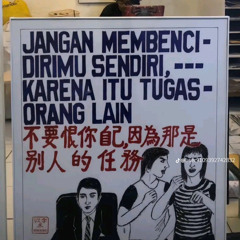 JANGAN MEMBENCI-
DIRIMU SENDIRI, ---
KARENA ITU TUGAS-
ORANG LAIN
不要恨你自己,因為那是
別人的任務